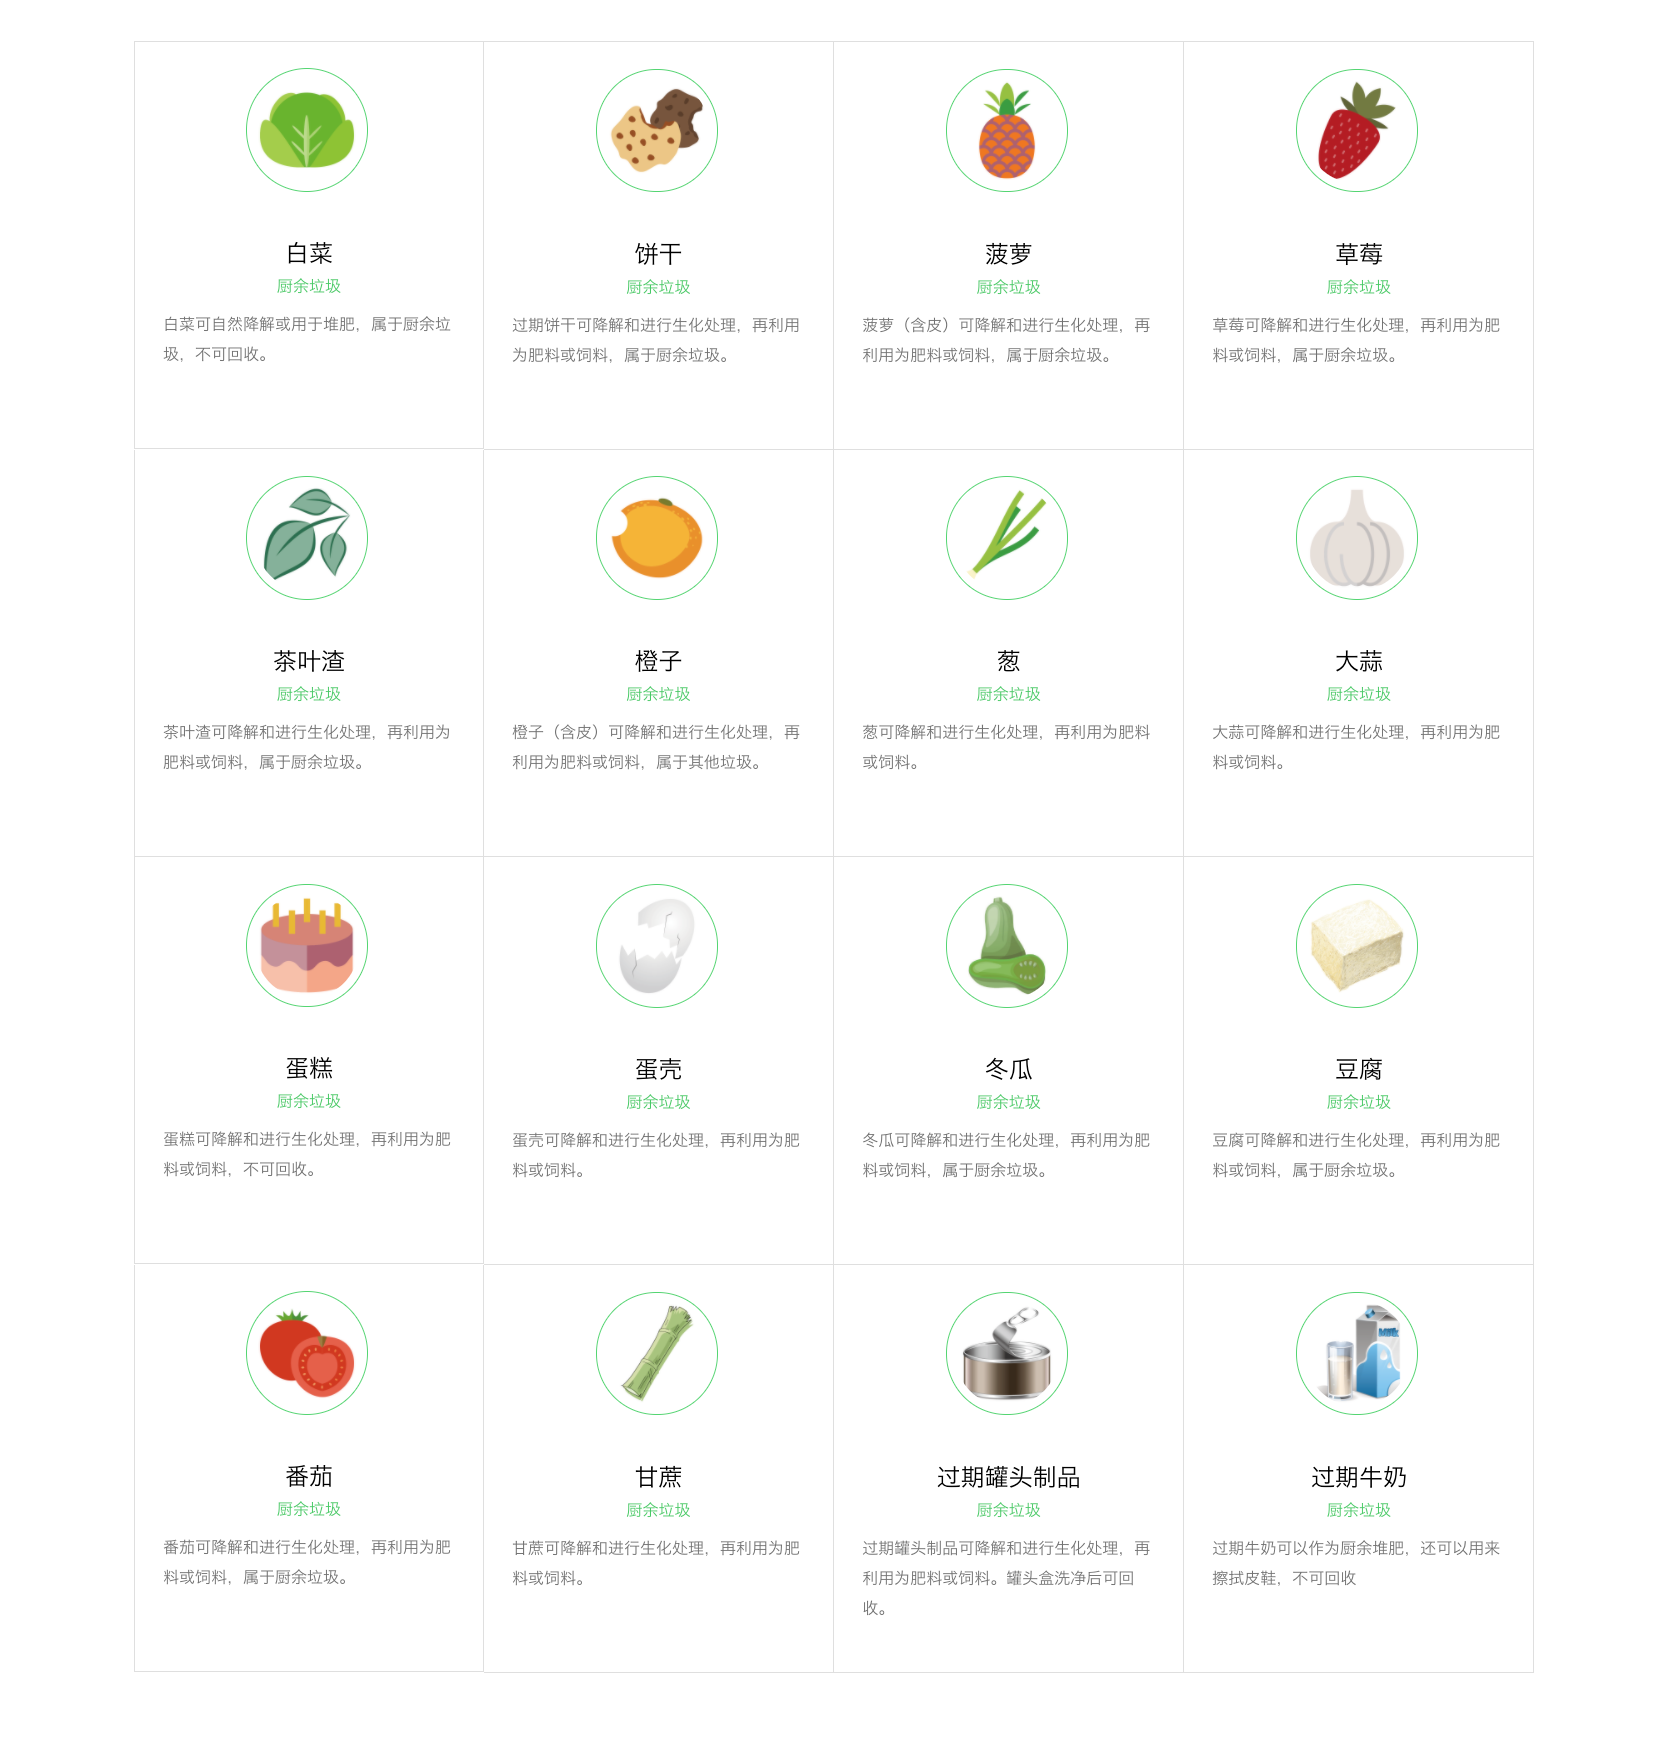 白菜
厨余垃圾
白菜可自然降解或用于堆肥，属于厨余垃
圾，不可回收。
饼干
厨余垃圾
过期饼干可降解和进行生化处理，再利用
为肥料或饲料，属于厨余垃圾。
菠萝
厨余垃圾
菠萝（含皮）可降解和进行生化处理，再
利用为肥料或饲料，属于厨余垃圾。
草莓
厨余垃圾
草莓可降解和进行生化处理，再利用为肥
料或饲料，属于厨余垃圾。
茶叶渣
厨余垃圾
茶叶渣可降解和进行生化处理，再利用为
肥料或饲料，属于厨余垃圾。
橙子
厨余垃圾
橙子（含皮）可降解和进行生化处理，再
利用为肥料或饲料，属于其他垃圾。
葱
厨余垃圾
葱可降解和进行生化处理，再利用为肥料
或饲料。
大蒜
厨余垃圾
大蒜可降解和进行生化处理，再利用为肥
料或饲料。
蛋糕
厨余垃圾
蛋糕可降解和进行生化处理，再利用为肥
料或饲料，不可回收。
蛋壳
厨余垃圾
蛋壳可降解和进行生化处理，再利用为肥
料或饲料。
冬瓜
厨余垃圾
冬瓜可降解和进行生化处理，再利用为肥
料或饲料，属于厨余垃圾。
豆腐
厨余垃圾
豆腐可降解和进行生化处理，再利用为肥
料或饲料，属于厨余垃圾。
番茄
厨余垃圾
番茄可降解和进行生化处理，再利用为肥
料或饲料，属于厨余垃圾。
甘蔗
厨余垃圾
甘蔗可降解和进行生化处理，再利用为肥
料或饲料。
过期罐头制品
厨余垃圾
过期罐头制品可降解和进行生化处理，再
利用为肥料或饲料。罐头盒洗净后可回
收。
Milk
过期牛奶
厨余垃圾
过期牛奶可以作为厨余堆肥，还可以用来
擦拭皮鞋，不可回收